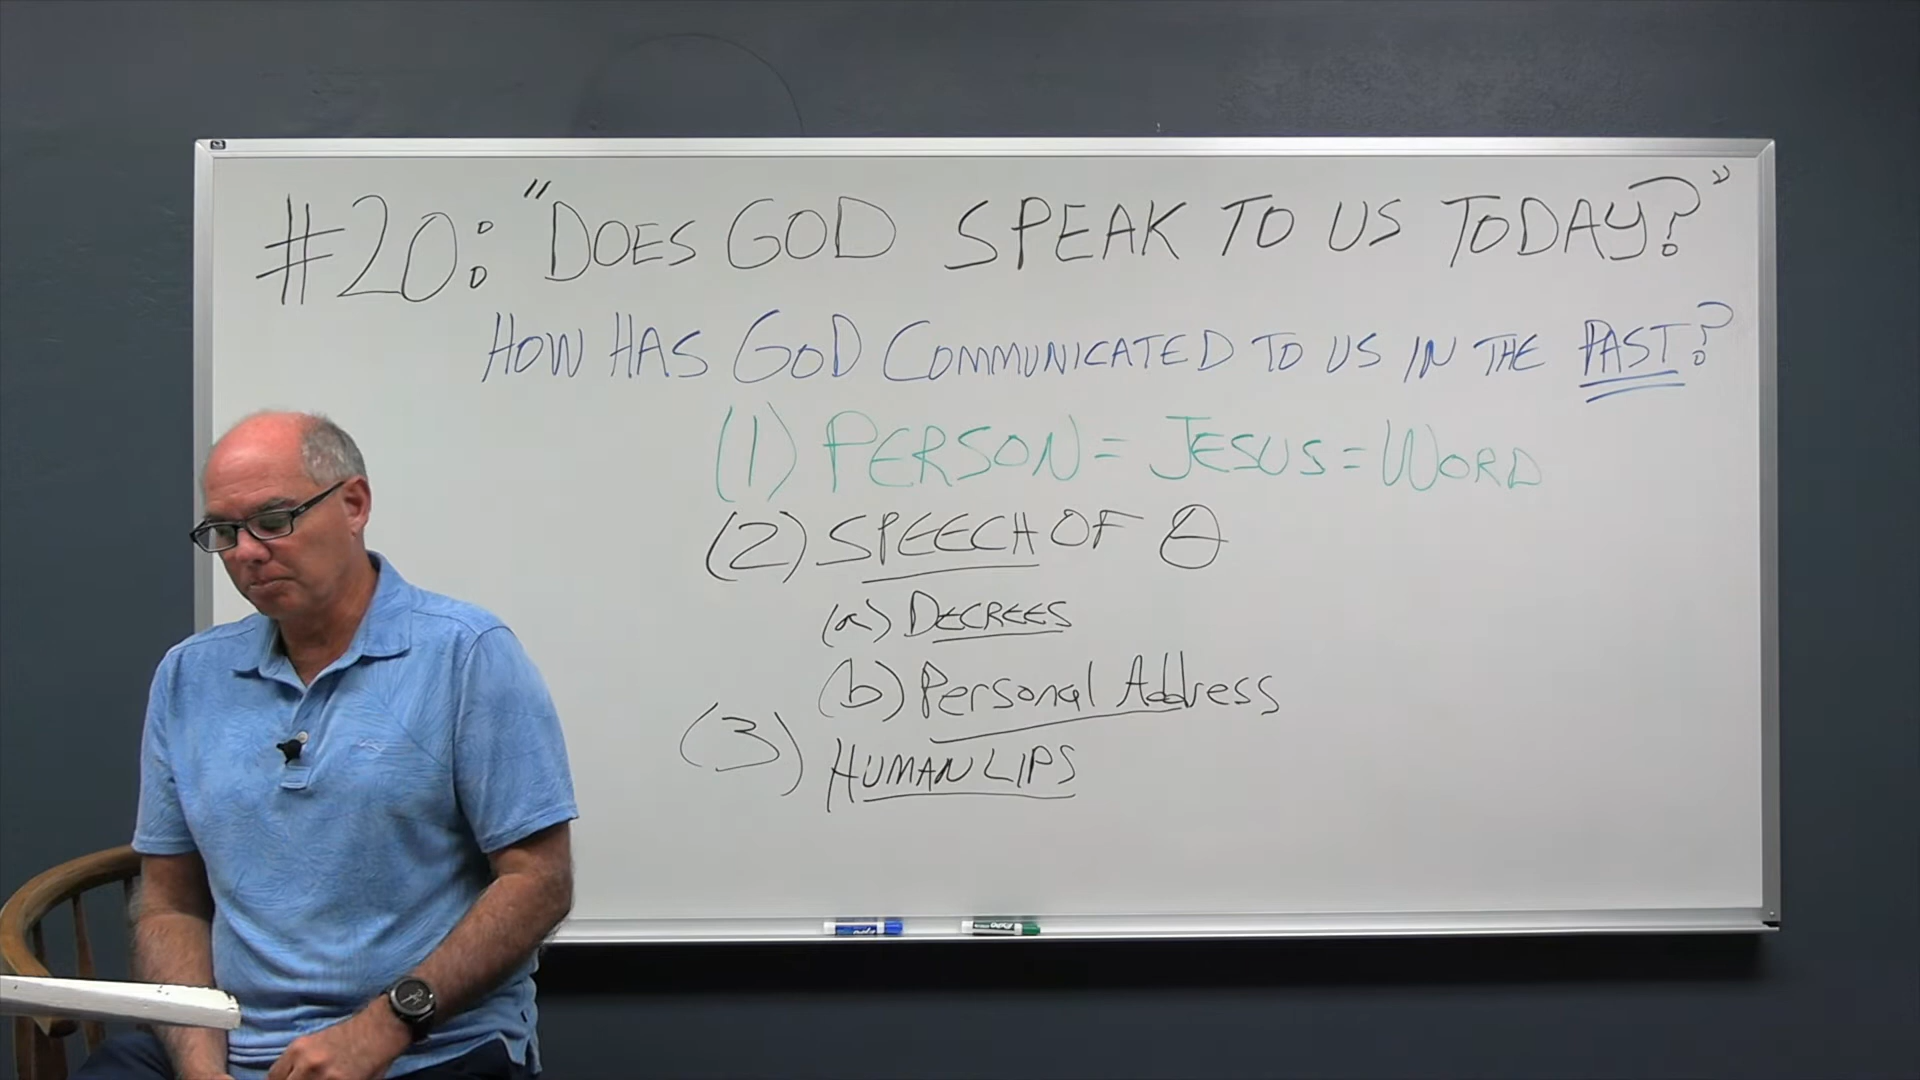 #20: "DOES GOD SPEAK TO US TODAY?"
HOW HAS GOD COMMUNICATED TO US IN THE PAST?
(1) PERSON = JESUS = WORD
(2) SPEECH OF Θ
(a) DECREES
(b) Personal Address
(3) HUMAN LIPS
EXPO